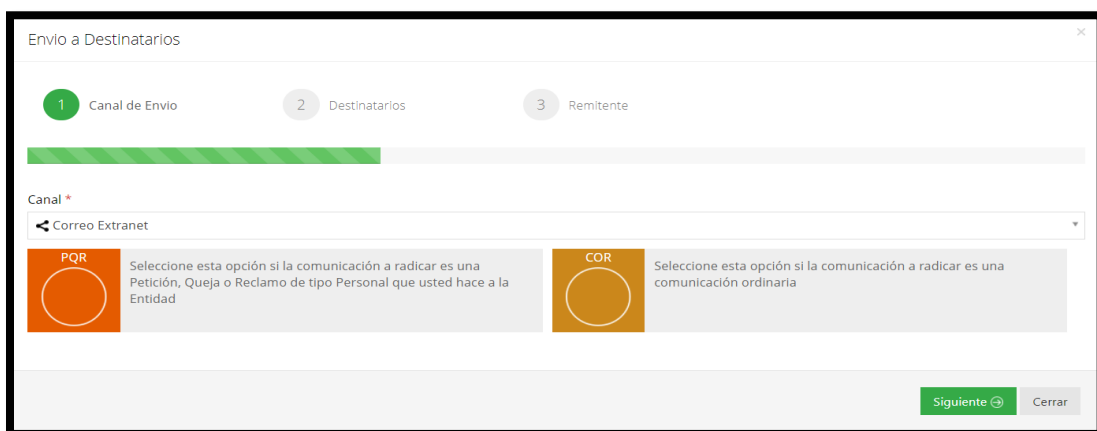 Envio a Destinatarios
×
1 Canal de Envio 2 Destinatarios 3 Remitente
Canal *
Correo Extranet
PQR
Seleccione esta opción si la comunicación a radicar es una
Petición, Queja o Reclamo de tipo Personal que usted hace a la
Entidad
COR
Seleccione esta opción si la comunicación a radicar es una
comunicación ordinaria
Siguiente
Cerrar